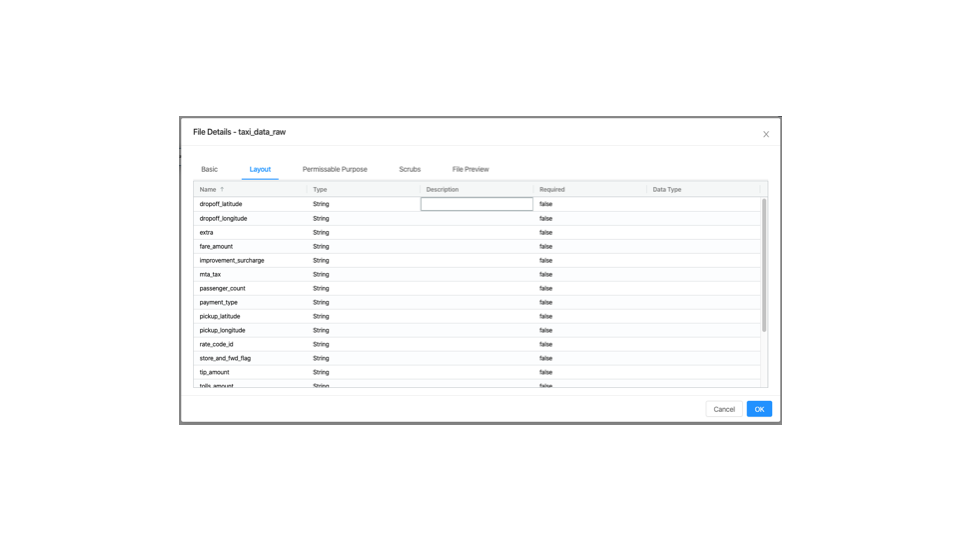 File Details - taxi_data_raw
Basic Layout Permissable Purpose Scrubs File Preview
Name ↑ Type Description Required Data Type
dropoff_latitude String false
dropoff_longitude String false
extra String false
fare_amount String false
improvement_surcharge String false
mta_tax String false
passenger_count String false
payment_type String false
pickup_latitude String false
pickup_longitude String false
rate_code_id String false
store_and_fwd_flag String false
tip_amount String false
tolls_amount String false
Cancel OK